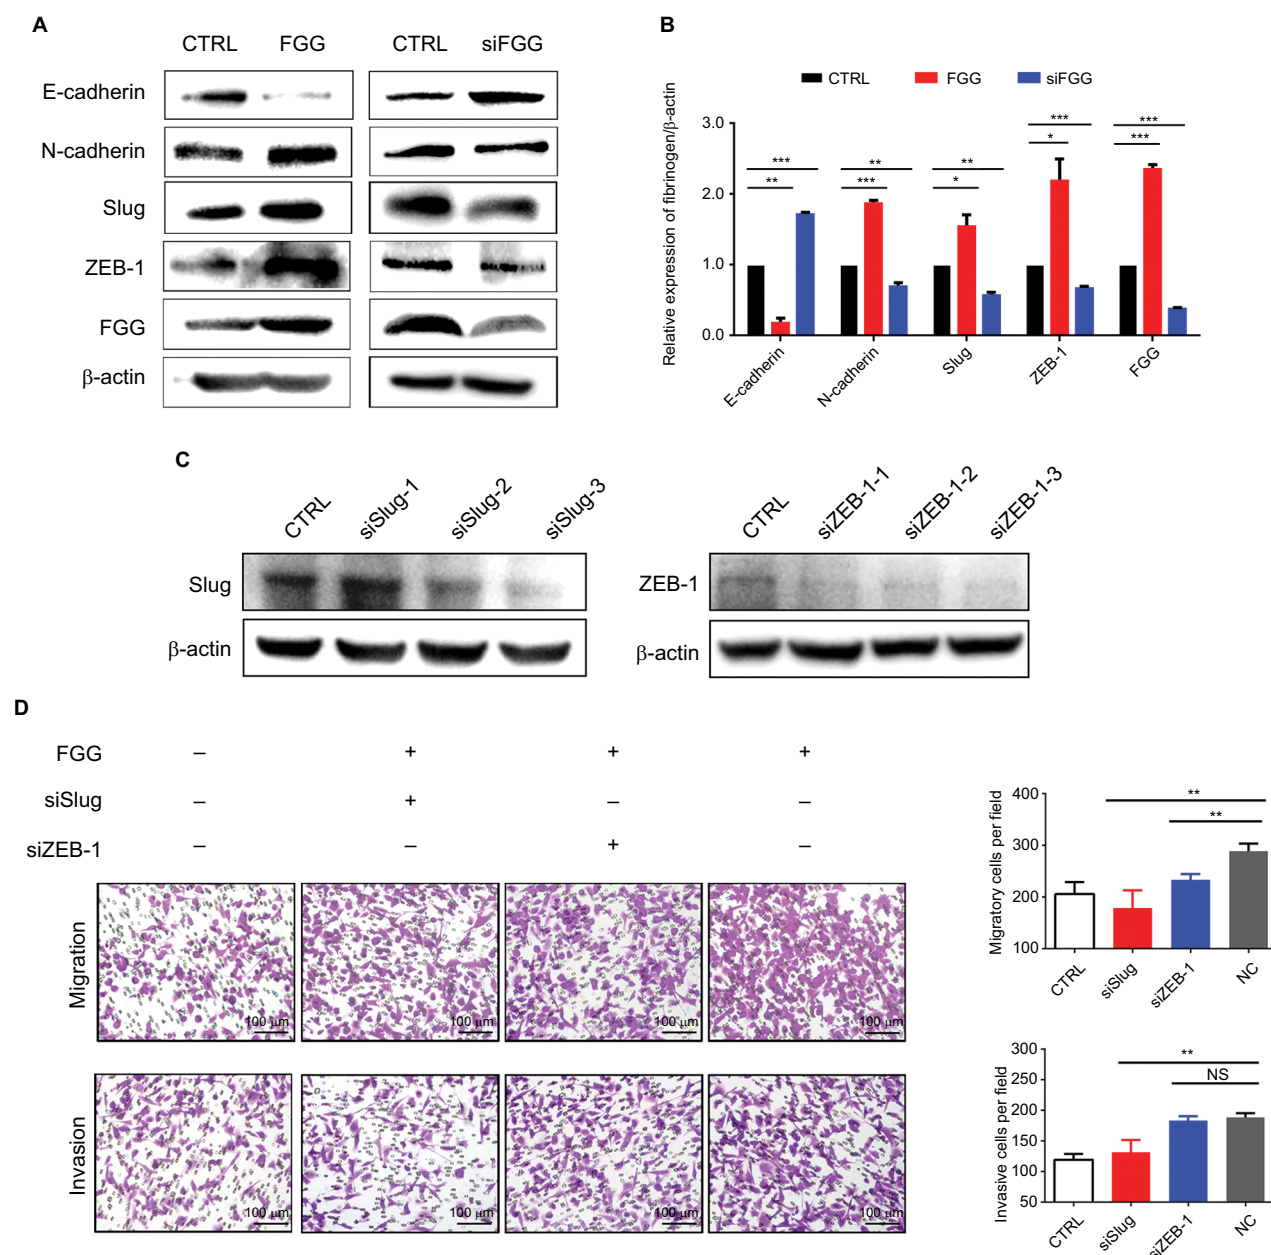 A
CTRL FGG CTRL siFGG
E-cadherin
N-cadherin
Slug
ZEB-1
FGG
β-actin
B
CTRL FGG siFGG
Relative expression of fibrinogen/β-actin
3.0
2.0
1.0
0.0
*** ** ** *** ***
** *** * * ***
E-cadherin N-cadherin Slug ZEB-1 FGG
C
CTRL siSlug-1 siSlug-2 siSlug-3
Slug
β-actin
CTRL siZEB-1-1 siZEB-1-2 siZEB-1-3
ZEB-1
β-actin
D
FGG – + + +
siSlug – + – –
siZEB-1 – – + –
Migration
100 μm 100 μm 100 μm 100 μm
Invasion
100 μm 100 μm 100 μm 100 μm
Migratory cells per field
400
300
200
100
**
**
CTRL siSlug siZEB-1 NC
Invasive cells per field
300
250
200
150
100
50
**
NS
CTRL siSlug siZEB-1 NC